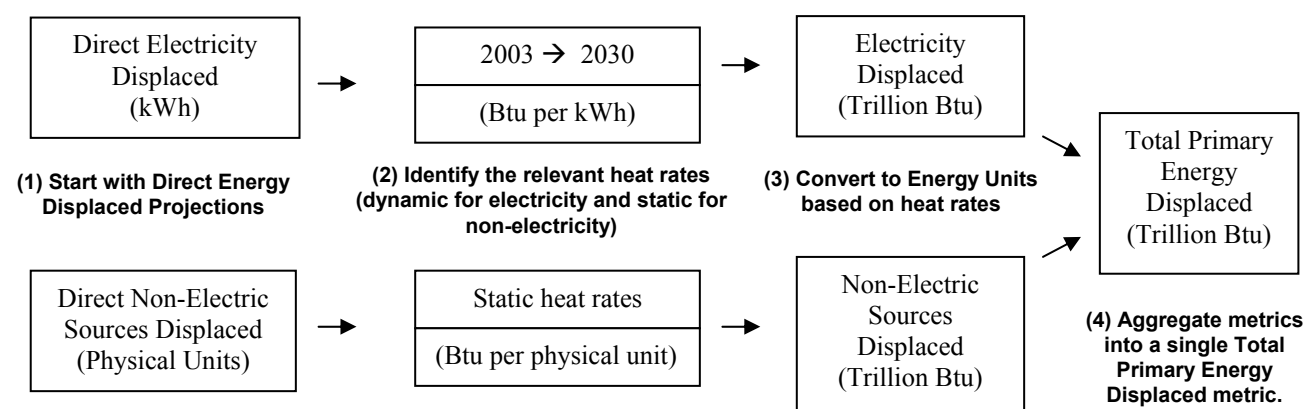 Direct Electricity
Displaced
(kWh)
2003 → 2030
(Btu per kWh)
Electricity
Displaced
(Trillion Btu)
(1) Start with Direct Energy
Displaced Projections
(2) Identify the relevant heat rates
(dynamic for electricity and static for
non-electricity)
(3) Convert to Energy Units
based on heat rates
Total Primary
Energy
Displaced
(Trillion Btu)
Direct Non-Electric
Sources Displaced
(Physical Units)
Static heat rates
(Btu per physical unit)
Non-Electric
Sources
Displaced
(Trillion Btu)
(4) Aggregate metrics
into a single Total
Primary Energy
Displaced metric.